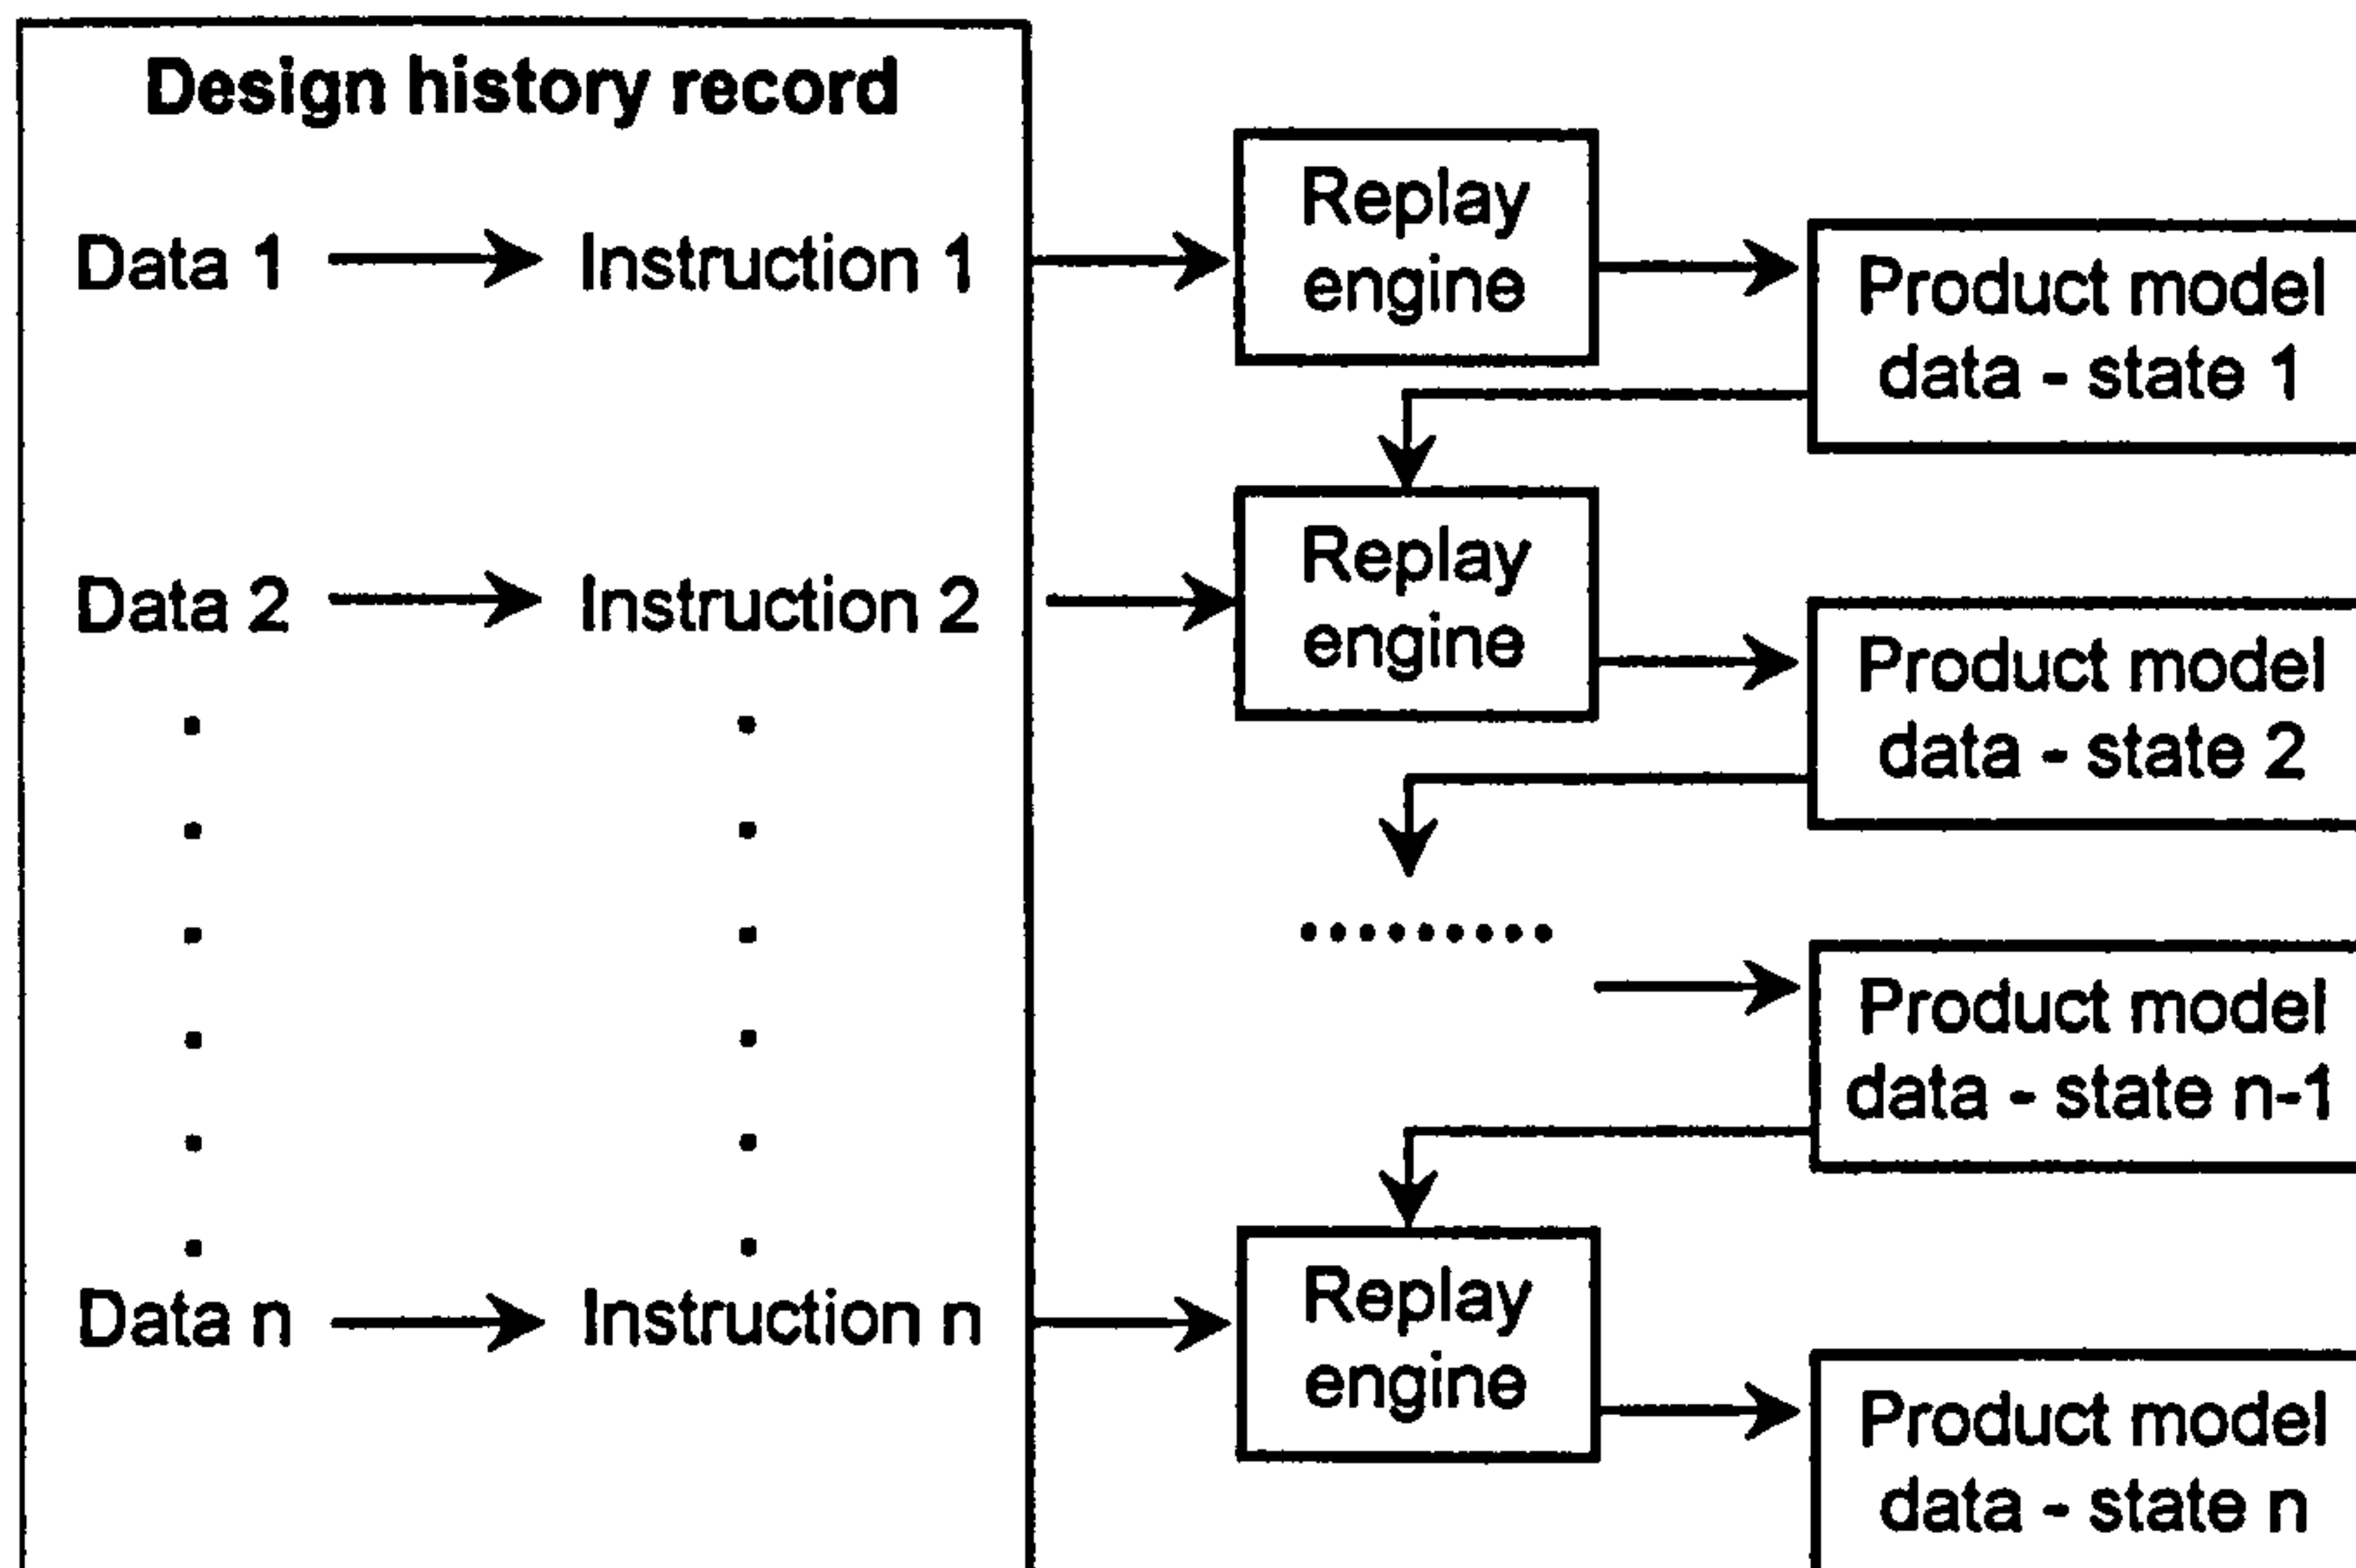 Design history record
Data 1
Instruction 1
Replay
engine
Product model
data - state 1
Data 2
Instruction 2
Replay
engine
Product model
data - state 2
Product model
data - state n-1
Data n
Instruction n
Replay
engine
Product model
data - state n